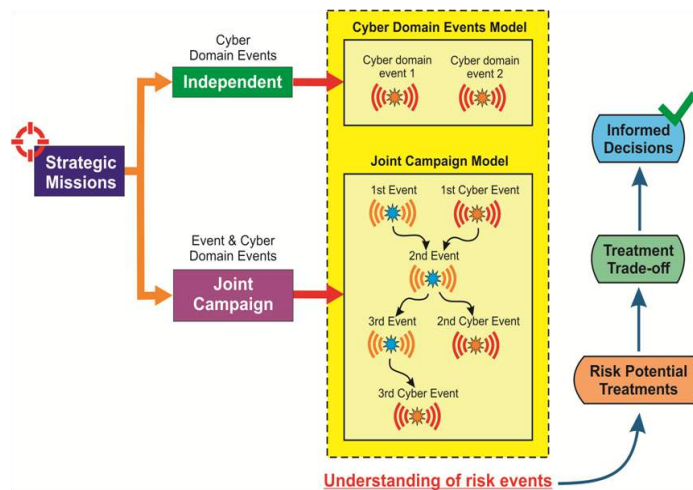 Cyber Domain Events Model
Cyber
Domain Events
Independent
Cyber domain
event 1
Cyber domain
event 2
Strategic
Missions
Joint Campaign Model
1st Event
1st Cyber Event
2nd Event
3rd Event
2nd Cyber Event
3rd Cyber Event
Event & Cyber
Domain Events
Joint
Campaign
Informed
Decisions
Treatment
Trade-off
Risk Potential
Treatments
Understanding of risk events